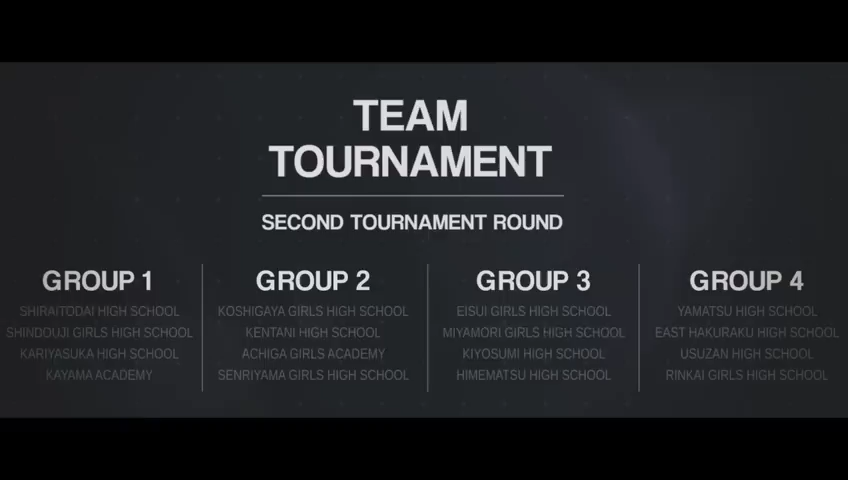 TEAM
TOURNAMENT
SECOND TOURNAMENT ROUND
GROUP 1
SHIRAITODAI HIGH SCHOOL
SHINDOUJI GIRLS HIGH SCHOOL
KARIYASUKA HIGH SCHOOL
KAYAMA ACADEMY
GROUP 2
KOSHIGAYA GIRLS HIGH SCHOOL
KENTANI HIGH SCHOOL
ACHIGA GIRLS ACADEMY
SENRIYAMA GIRLS HIGH SCHOOL
GROUP 3
EISUI GIRLS HIGH SCHOOL
MIYAMORI GIRLS HIGH SCHOOL
KIYOSUMI HIGH SCHOOL
HIMEMATSU HIGH SCHOOL
GROUP 4
YAMATSU HIGH SCHOOL
EAST HAKURAKU HIGH SCHOOL
USUZAN HIGH SCHOOL
RINKAI GIRLS HIGH SCHOOL